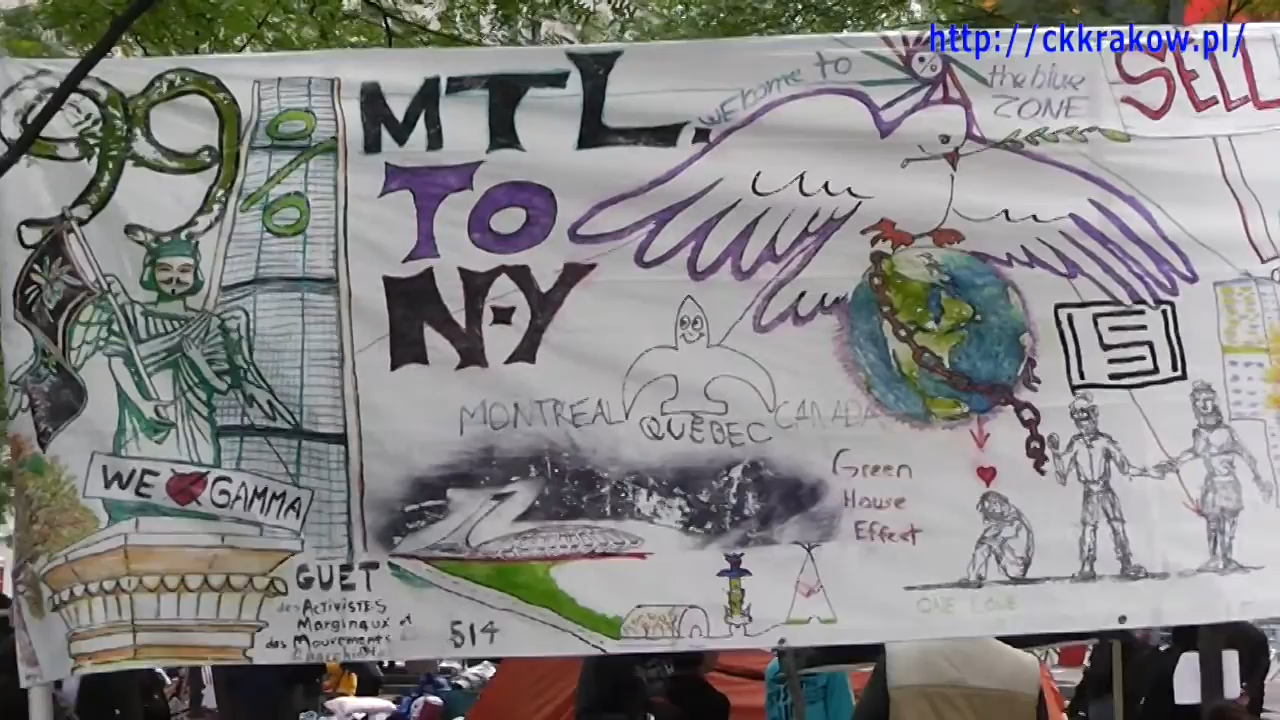 http://ckkrakow.pl/
99%
MTL.
TO
N.Y
WElcome to
the blue
ZONE
SELL
MONTREAL QUEBEC CANADA
WE GAMMA
Green
House
Effect
GUET
des ACTIVISTES
Marginaux et
des Mouvements
514
ONE LOVE